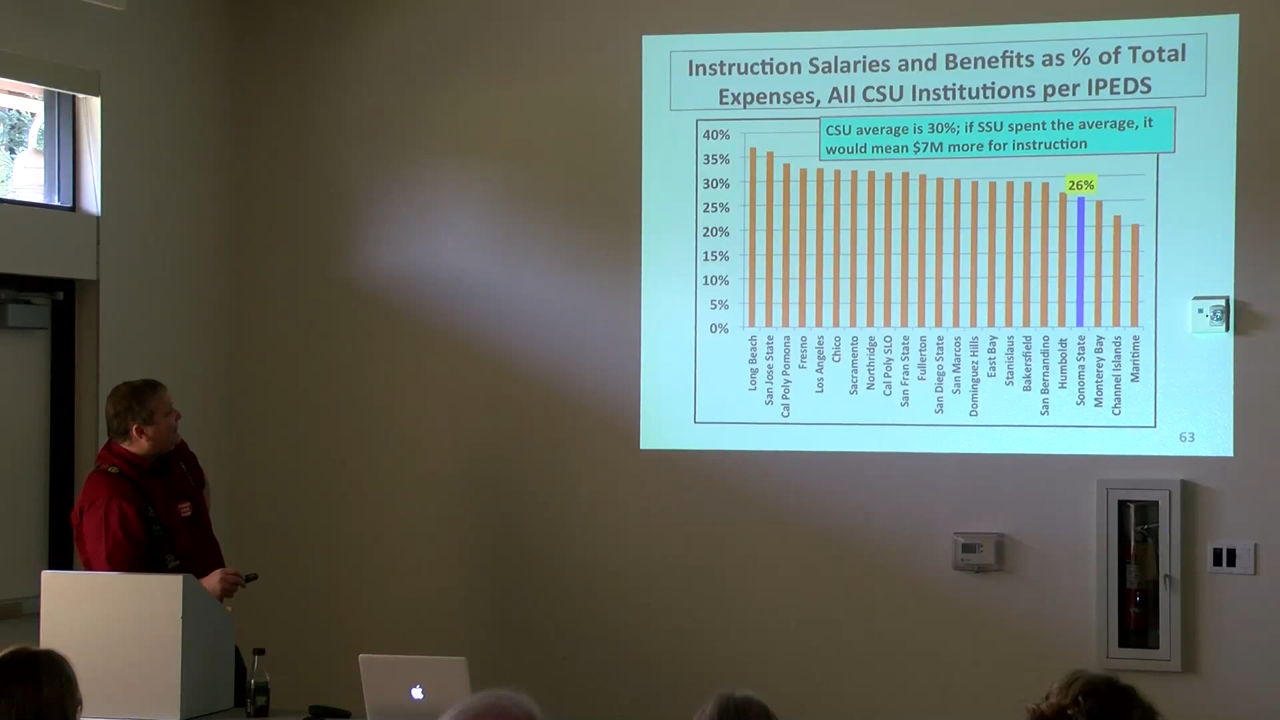 Instruction Salaries and Benefits as % of Total
Expenses, All CSU Institutions per IPEDS
CSU average is 30%; if SSU spent the average, it
would mean $7M more for instruction
40%
35%
30%
25%
20%
15%
10%
5%
0%
26%
Long Beach
San Jose State
Cal Poly Pomona
Fresno
Los Angeles
Chico
Sacramento
Northridge
Cal Poly SLO
San Fran State
Fullerton
San Diego State
San Marcos
Dominguez Hills
East Bay
Stanislaus
Bakersfield
San Bernandino
Humboldt
Sonoma State
Monterey Bay
Channel Islands
Maritime
63